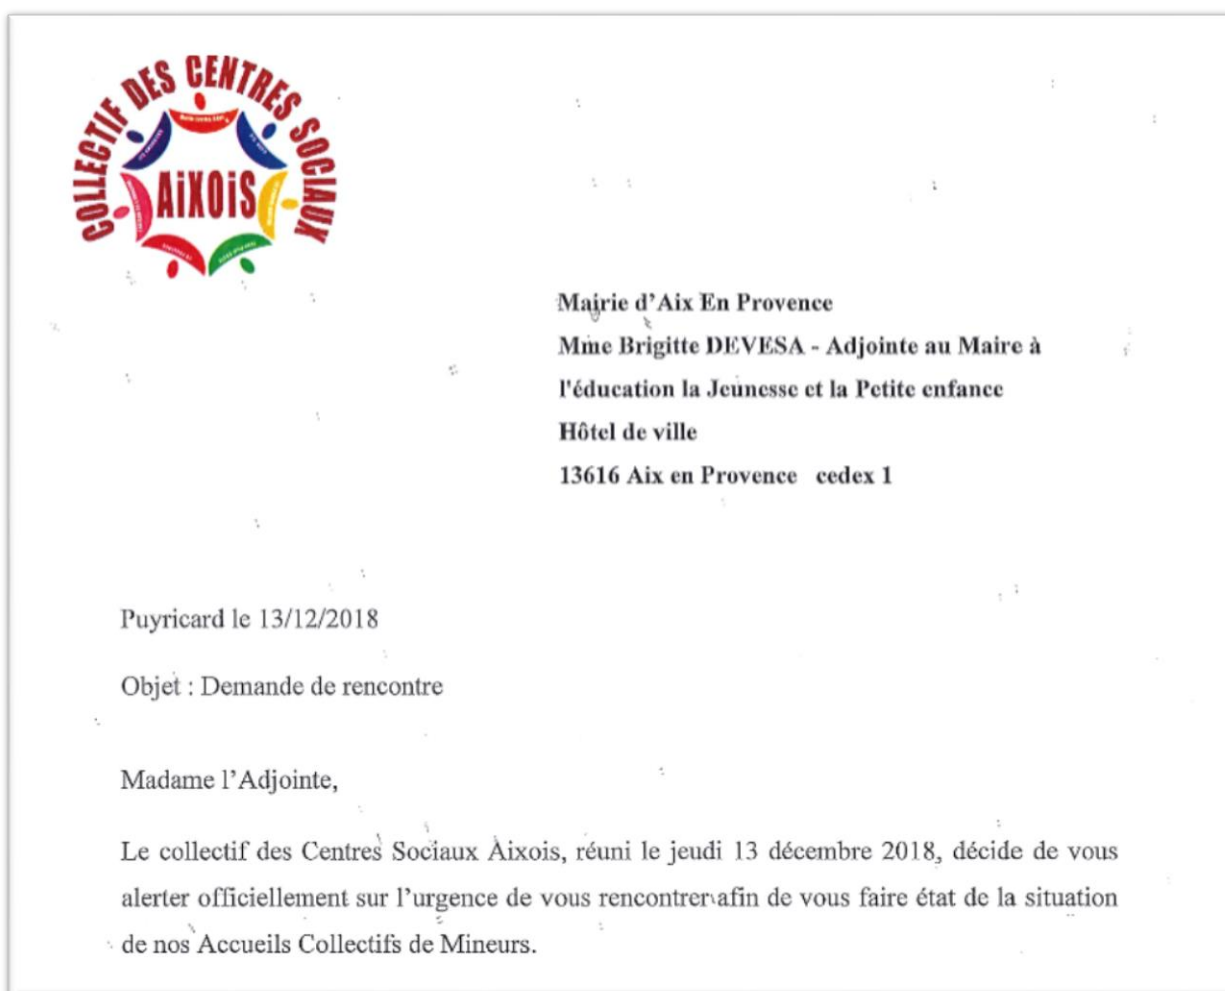 COLLECTIF DES CENTRES SOCIAUX
AiXOiS
Mairie d'Aix En Provence
Mme Brigitte DEVESA - Adjointe au Maire à
l'éducation la Jeunesse et la Petite enfance
Hôtel de ville
13616 Aix en Provence cedex 1
Puyricard le 13/12/2018
Objet : Demande de rencontre
Madame l'Adjointe,
Le collectif des Centres Sociaux Aixois, réuni le jeudi 13 décembre 2018, décide de vous
alerter officiellement sur l'urgence de vous rencontrer afin de vous faire état de la situation
de nos Accueils Collectifs de Mineurs.